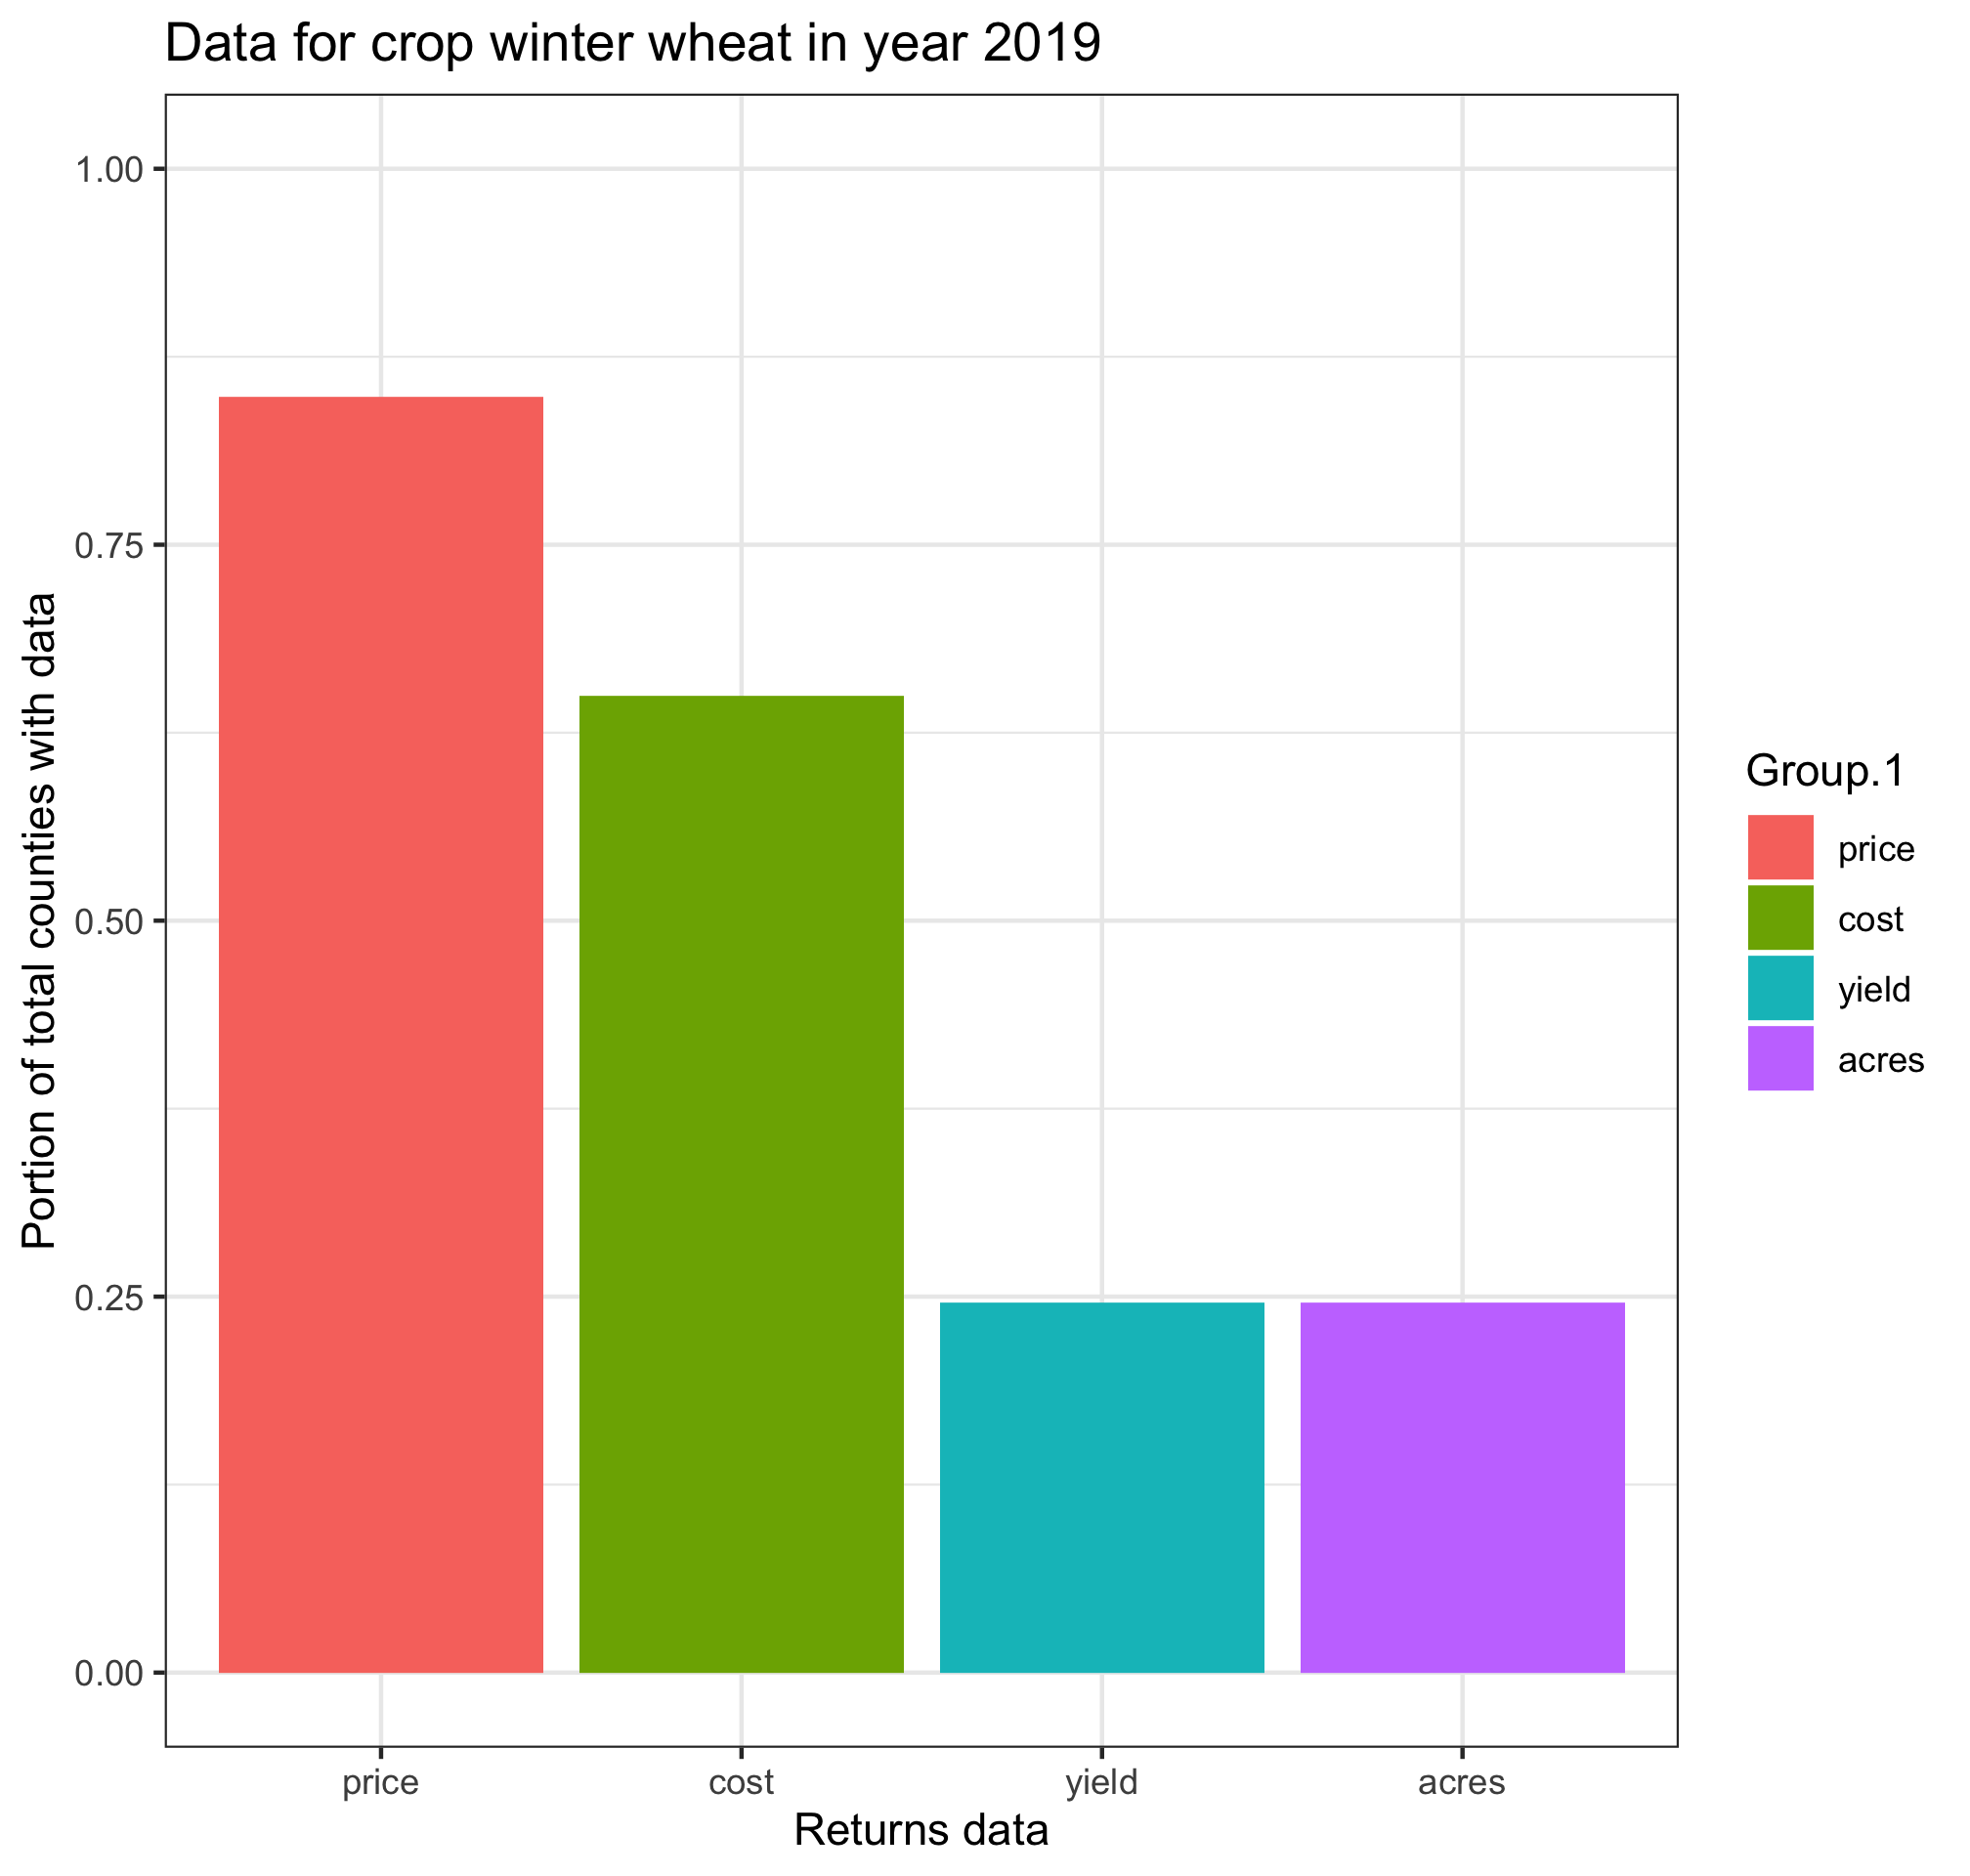 Data for crop winter wheat in year 2019
Portion of total counties with data
1.00
0.75
0.50
0.25
0.00
price
cost
yield
acres
Returns data
Group.1
price
cost
yield
acres